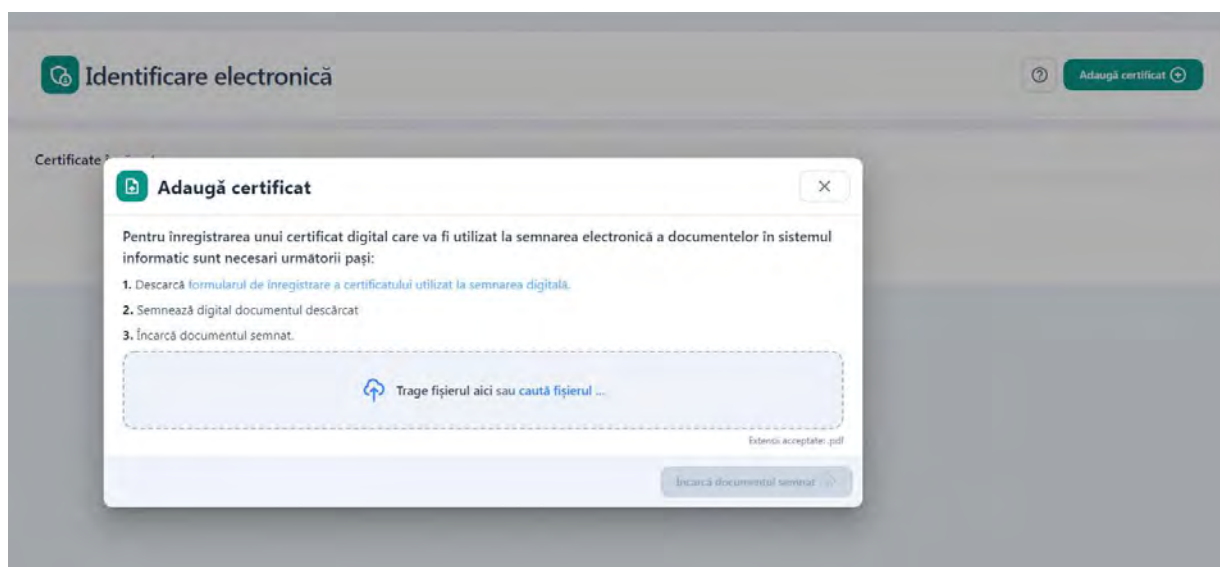 Identificare electronică
Adaugă certificat
Certificate
Adaugă certificat
Pentru înregistrarea unui certificat digital care va fi utilizat la semnarea electronică a documentelor în sistemul
informatic sunt necesari următorii pași:
1. Descarcă formularul de înregistrare a certificatului utilizat la semnarea digitală.
2. Semnează digital documentul descărcat
3. Încarcă documentul semnat.
Trage fișierul aici sau caută fișierul ...
Extensii acceptate: .pdf
Încarcă documentul semnat